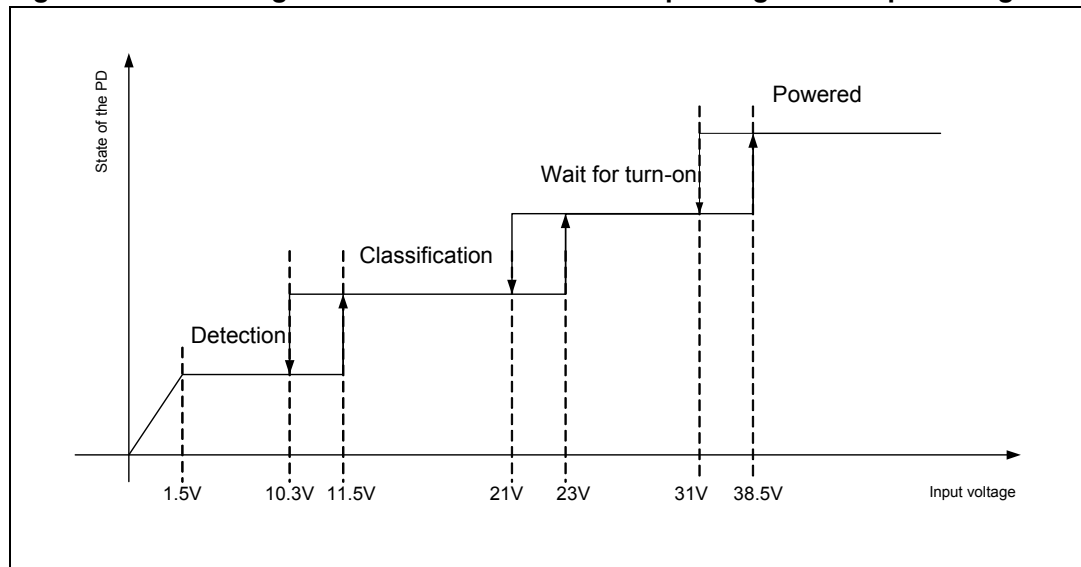 State of the PD
Powered
Wait for turn-on
Classification
Detection
1.5V 10.3V 11.5V 21V 23V 31V 38.5V Input voltage